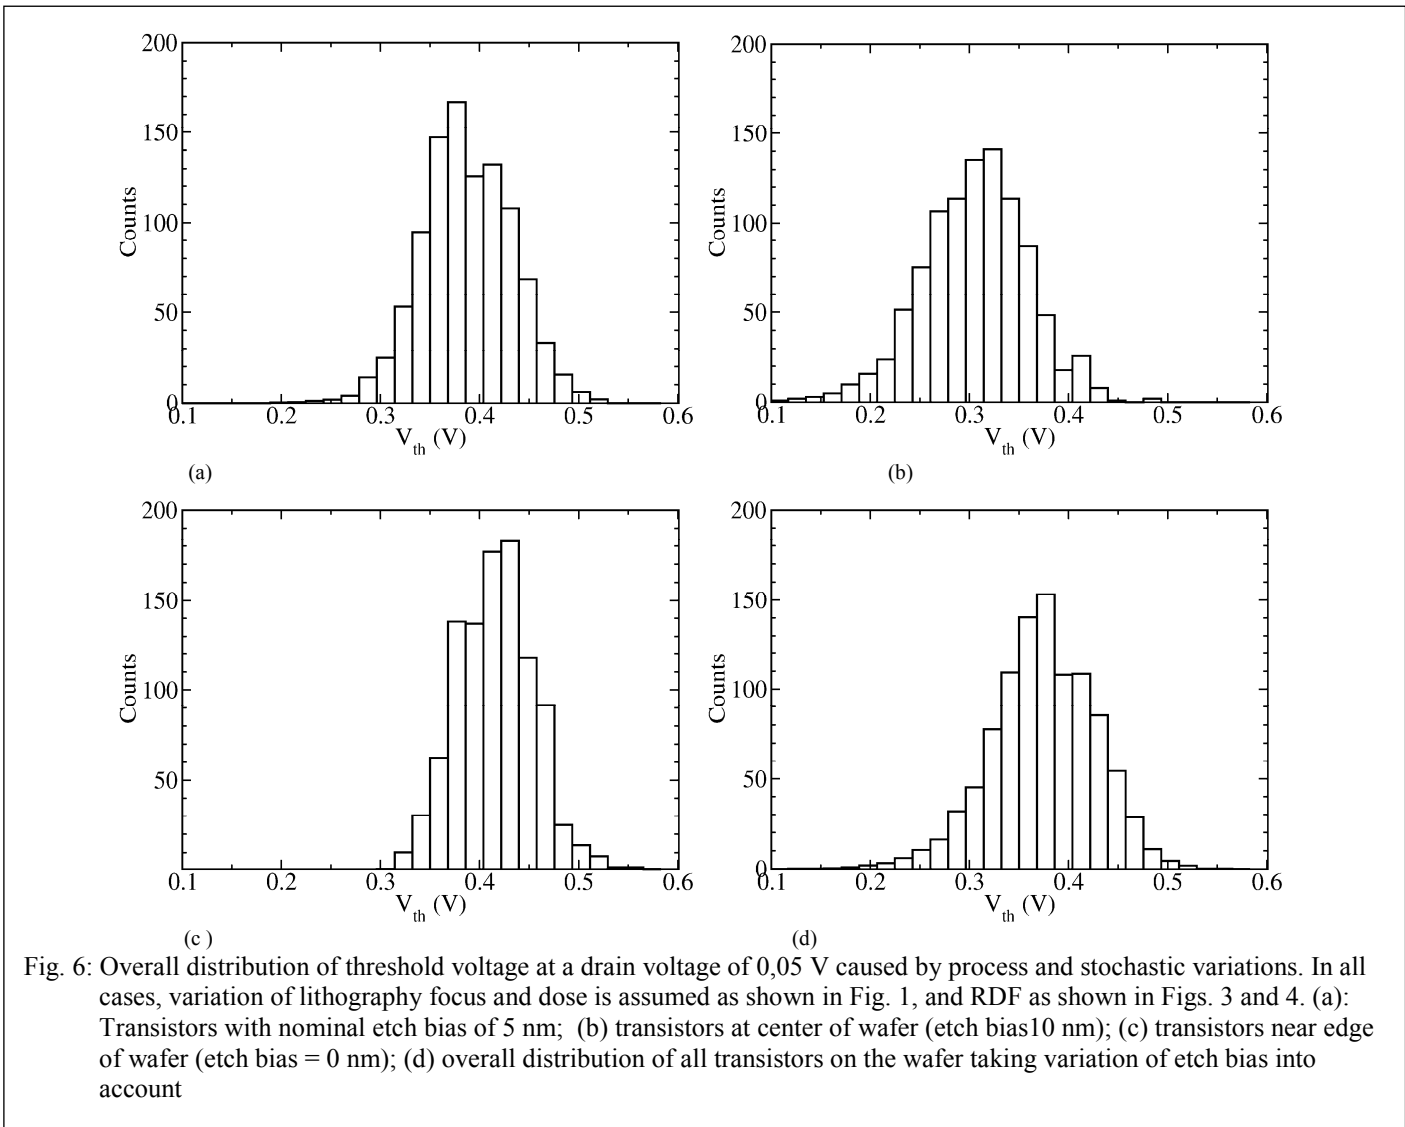 200
150
100
50
0
Counts
0.1 0.2 0.3 0.4 0.5 0.6
V_th (V)
(a)
200
150
100
50
0
Counts
0.1 0.2 0.3 0.4 0.5 0.6
V_th (V)
(b)
200
150
100
50
Counts
0.1 0.2 0.3 0.4 0.5 0.6
V_th (V)
(c )
200
150
100
50
0
Counts
0.1 0.2 0.3 0.4 0.5 0.6
V_th (V)
(d)
Fig. 6: Overall distribution of threshold voltage at a drain voltage of 0,05 V caused by process and stochastic variations. In all
cases, variation of lithography focus and dose is assumed as shown in Fig. 1, and RDF as shown in Figs. 3 and 4. (a):
Transistors with nominal etch bias of 5 nm; (b) transistors at center of wafer (etch bias10 nm); (c) transistors near edge
of wafer (etch bias = 0 nm); (d) overall distribution of all transistors on the wafer taking variation of etch bias into
account